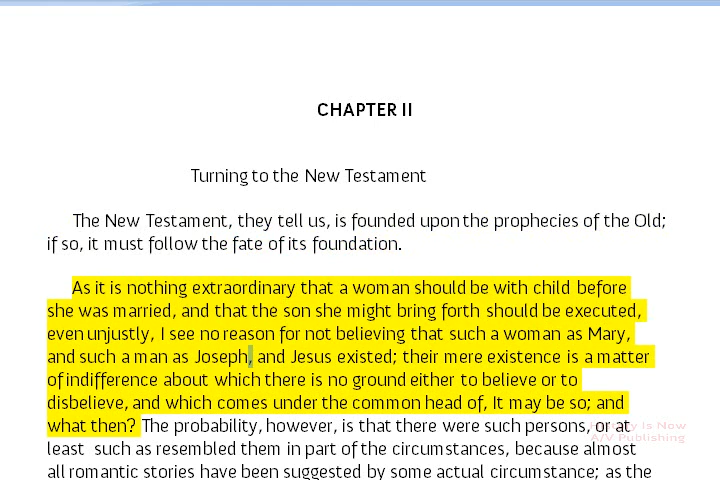 CHAPTER II
Turning to the New Testament
The New Testament, they tell us, is founded upon the prophecies of the Old;
if so, it must follow the fate of its foundation.
As it is nothing extraordinary that a woman should be with child before
she was married, and that the son she might bring forth should be executed,
even unjustly, I see no reason for not believing that such a woman as Mary,
and such a man as Joseph, and Jesus existed; their mere existence is a matter
of indifference about which there is no ground either to believe or to
disbelieve, and which comes under the common head of, It may be so; and
what then? The probability, however, is that there were such persons, or at
least such as resembled them in part of the circumstances, because almost
all romantic stories have been suggested by some actual circumstance; as the
History Is Now
A/V Publishing